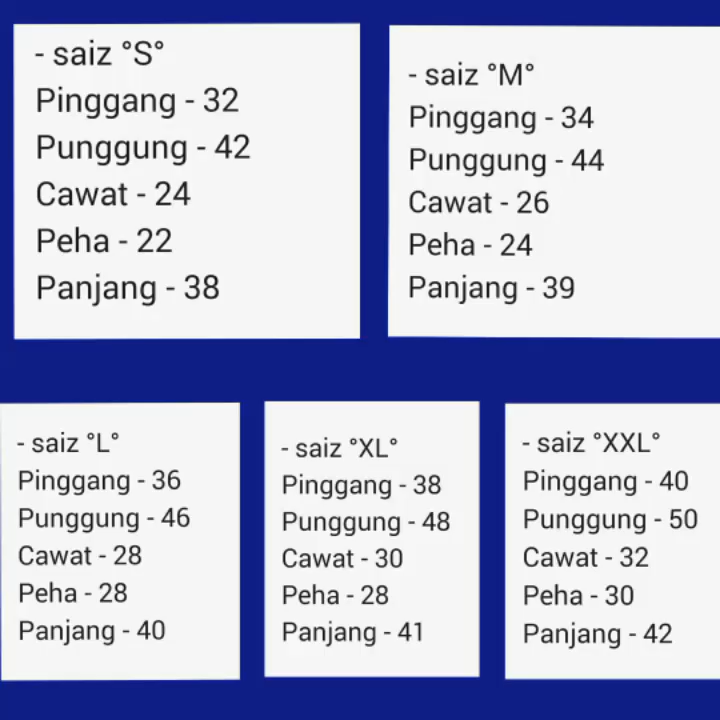 - saiz °S°
Pinggang - 32
Punggung - 42
Cawat - 24
Peha - 22
Panjang - 38
- saiz °M°
Pinggang - 34
Punggung - 44
Cawat - 26
Peha - 24
Panjang - 39
- saiz °L°
Pinggang - 36
Punggung - 46
Cawat - 28
Peha - 28
Panjang - 40
- saiz °XL°
Pinggang - 38
Punggung - 48
Cawat - 30
Peha - 28
Panjang - 41
- saiz °XXL°
Pinggang - 40
Punggung - 50
Cawat - 32
Peha - 30
Panjang - 42